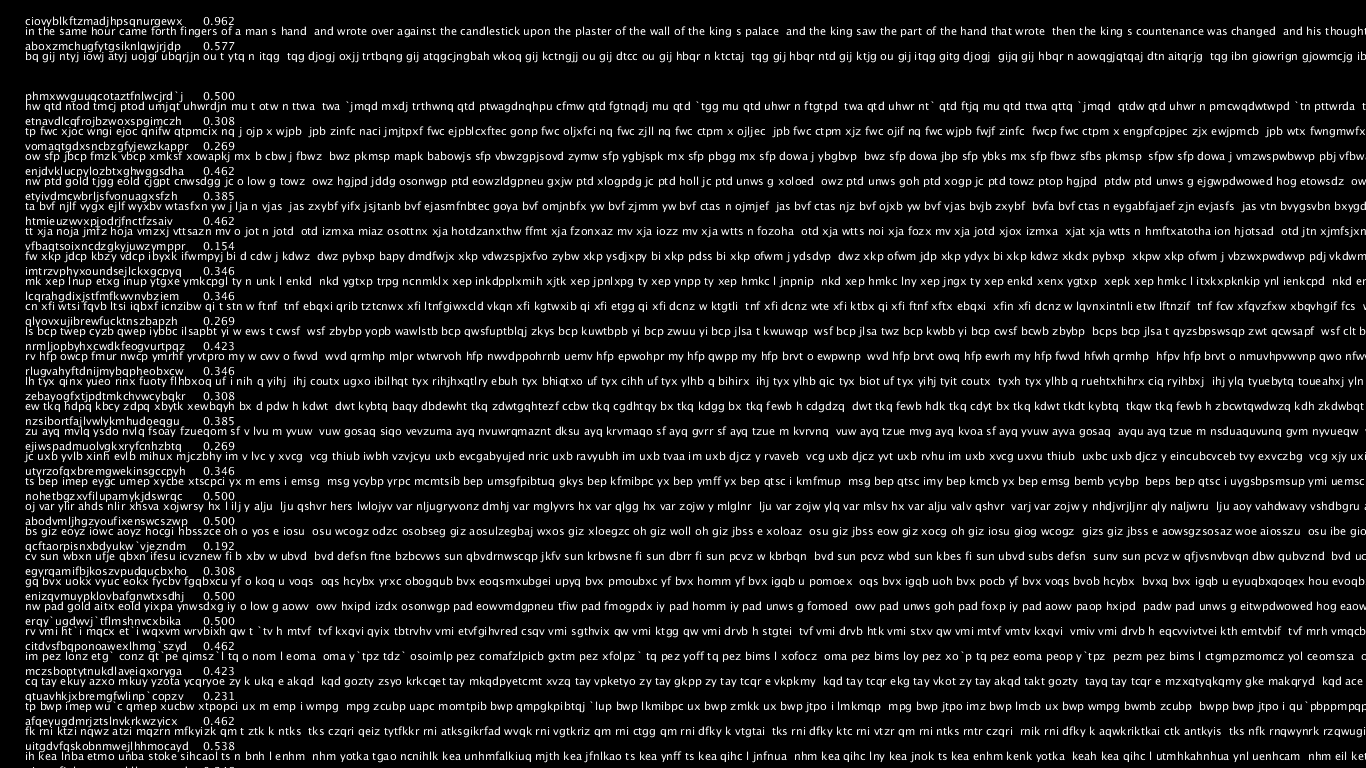 ciovyblkftzmadjhpsqnurgewx 0.962
in the same hour came forth fingers of a man s hand and wrote over against the candlestick upon the plaster of the wall of the king s palace and the king saw the part of the hand that wrote then the king s countenance was changed and his thought
aboxzmchugfytgsiknlqwjrjdp 0.577
bq gij ntyj iowj atyj uojgi ubqrjjn ou t ytq n itqg tqg djogj oxjj trtbqng gij atqgcjngbah wkoq gij kctngjj ou gij dtcc ou gij hbqr n ktctaj tqg gij hbqr ntd gij ktjg ou gij itqg gitg djogj gijq gij hbqr n aowqgjqtqaj dtn aitqrjg tqg ibn giowrign gjowmcjg ib
phmxwvguuqcotaztfnlwcjrd`j 0.500
hw qtd ntod tmcj ptod umjqt uhwrdjn mu t otw n ttwa twa `jmqd mxdj trthwnq qtd ptwagdnqhpu cfmw qtd fgtnqdj mu qtd `tgg mu qtd uhwr n ftgtpd twa qtd uhwr nt` qtd ftjq mu qtd ttwa qttq `jmqd qtdw qtd uhwr n pmcwqdwtwpd `tn pttwrda t
etnavdlcqfrojbzwoxspgimczh 0.308
tp fwc xjoc wngi ejoc qnifw qtpmcix nq j ojp x wjpb jpb zinfc naci jmjtpxf fwc ejpblcxftec gonp fwc oljxfci nq fwc zjll nq fwc ctpm x ojljec jpb fwc ctpm xjz fwc ojif nq fwc wjpb fwjf zinfc fwcp fwc ctpm x engpfcpjpec zjx ewjpmcb jpb wtx fwngmwfx
vomaqtgdxsncbzgfyjewzkappr 0.269
ow sfp jbcp fmzk vbcp xmksf xowapkj mx b cbw j fbwz bwz pkmsp mapk babowjs sfp vbwzgpjsovd zymw sfp ygbjspk mx sfp pbgg mx sfp dowa j ybgbvp bwz sfp dowa jbp sfp ybks mx sfp fbwz sfbs pkmsp sfpw sfp dowa j vmzwspwbwvp pbj vfbw
enjdvklucpylozbtxghwggsdha 0.462
nw ptd gold tjgg eold cjgpt cnwsdgg jc o low g towz owz hgjpd jddg osonwgp ptd eowzldgpneu gxjw ptd xlogpdg jc ptd holl jc ptd unws g xoloed owz ptd unws goh ptd xogp jc ptd towz ptop hgjpd ptdw ptd unws g ejgwpdwowed hog etowsdz ow
etyivdmcwbrljsfvonuagxsfzh 0.385
ta bvf njlf vygx ejlf wyxbv wtasfxn yw j lja n vjas jas zxybf yifx jsjtanb bvf ejasmfnbtec goya bvf omjnbfx yw bvf zjmm yw bvf ctas n ojmjef jas bvf ctas njz bvf ojxb yw bvf vjas bvjb zxybf bvfa bvf ctas n eygabfajaef zjn evjasfs jas vtn bvygsvbn bxygd
htmieuzwvxpjodrjfnctfzsaiv 0.462
tt xja noja jmfz hoja vmzxj vttsazn mv o jot n jotd otd izmxa miaz osottnx xja hotdzanxthw ffmt xja fzonxaz mv xja iozz mv xja wtts n fozoha otd xja wtts noi xja fozx mv xja jotd xjox izmxa xjat xja wtts n hmftxatotha ion hjotsad otd jtn xjmfsjxn
yfbaqtsoixncdzgkyjuwzymppr 0.154
fw xkp jdcp kbzy vdcp ibyxk ifwmpyj bi d cdw j kdwz dwz pybxp bapy dmdfwjx xkp vdwzspjxfvo zybw xkp ysdjxpy bi xkp pdss bi xkp ofwm j ydsdvp dwz xkp ofwm jdp xkp ydyx bi xkp kdwz xkdx pybxp xkpw xkp ofwm j vbzwxpwdwvp pdj vkdwm
imtrzvphyxoundsejlckxgcpyq 0.346
mk xep lnup etxg inup ytgxe ymkcpgl ty n unk l enkd nkd ygtxp trpg ncnmklx xep inkdpplxmih xjtk xep jpnlxpg ty xep ynpp ty xep hmkc l jnpnip nkd xep hmkc lny xep jngx ty xep enkd xenx ygtxp xepk xep hmkc l itxkxpknkip ynl ienkcpd nkd en
lcqrahgdixjstfmfkwwnvbziem 0.346
cn xfi wtsi fqvb ltsi iqbxf icnzibw qi t stn w ftnf tnf ebqxi qrib tztcnwx xfi ltnfgiwxcld vkqn xfi kgtwxib qi xfi etgg qi xfi dcnz w ktgtli tnf xfi dcnz wte xfi ktbx qi xfi ftnf xftx ebqxi xfin xfi dcnz w lqvnxintnli etw lftnzif tnf fcw xfqvzfxw xbqvhgif fcs
qlyovxujibrewfucktnszbapzh 0.269
ls bcp twep cyzb qwep iybbc ilsapbt yi w ews t cwsf wsf zbybp yopb wawlstb bcp qwsfuptblqj zkys bcp kuwtbpb yi bcp zwuu yi bcp jlsa t kwuwqp wsf bcp jlsa twz bcp kwbb yi bcp cwsf bcwb zbybp bcps bcp jlsa t qyzsbpswsqp zwt qcwsapf wsf clt b
nrmljopbyhxcwdkfeogvurtpqz 0.423
rv hfp owcp fmur nwcp ymrhf yrvtpro my w cwv o fwvd wvd qrmhp mlpr wtwrvoh hfp nwvdppohrnb uemv hfp epwohpr my hfp qwpp my hfp brvt o ewpwnp wvd hfp brvt owq hfp ewrh my hfp fwvd hfwh qrmhp hfpv hfp brvt o nmuvhpvwvnp qwo nfw
rlugvahyftdnijmybqpheobxcw 0.346
lh tyx qinx yueo rinx fuoty flhbxoq uf i nih q yihj ihj coutx ugxo ibilhqt tyx rihjhxqtlry ebuh tyx bhiqtxo uf tyx cihh uf tyx ylhb q bihirx ihj tyx ylhb qic tyx biot uf tyx yihj tyit coutx tyxh tyx ylhb q ruehtxhihrx ciq ryihbxj ihj ylq tyuebytq toueahxj yln
zebayogfxtjpdtmkchvwcybqkr 0.308
ew tkq hdpq kbcy zdpq xbytk xewbqyh bx d pdw h kdwt dwt kybtq baqy dbdewht tkq zdwtgqhtezf ccbw tkq cgdhtqy bx tkq kdgg bx tkq fewb h cdgdzq dwt tkq fewb hdk tkq cdyt bx tkq kdwt tkdt kybtq tkqw tkq fewb h zbcwtqwdwzq kdh zkdwbqt
nzsibortfajlvwlykmhudoeqgu 0.385
zu ayq mvlq ysdo nvlq fsoay fzueqom sf v lvu m yvuw vuw gosaq siqo vevzuma ayq nvuwrqmaznt dksu ayq krvmaqo sf ayq gvrr sf ayq tzue m kvrvnq vuw ayq tzue mvg ayq kvoa sf ayq yvuw ayva gosaq ayqu ayq tzue m nsduaquvunq gvm nyvueqw
ejiwspadmuolvgkxryfcnhzbtq 0.269
jc uxb yvlb xinh evlb mihux mjczbhy im v lvc y xvcg vcg thiub iwbh vzvjcyu uxb evcgabyujed nric uxb ravyubh im uxb tvaa im uxb djcz y rvaveb vcg uxb djcz yvt uxb rvhu im uxb xvcg uxvu thiub uxbc uxb djcz y eincubcvceb tvy exvczbg vcg xjy uxi
utyrzofqxbremgwekinsgccpyh 0.346
ts bep imep eygc umep xycbe xtscpci yx m ems i emsg msg ycybp yrpc mcmtsib bep umsgfpibtuq gkys bep kfmibpc yx bep ymff yx bep qtsc i kmfmup msg bep qtsc imy bep kmcb yx bep emsg bemb ycybp beps bep qtsc i uygsbpsmsup ymi uemsc
nohetbgzxvfilupamykjdswrqc 0.500
oj var ylir ahds nlir xhsva xojwrsy hx l ilj y alju lju qshvr hers lwlojyv var nljugryvonz dmhj var mglyvrs hx var qlgg hx var zojw y mlglnr lju var zojw ylq var mlsv hx var alju valv qshvr varj var zojw y nhdjvrjljnr qly naljwru lju aoy vahdwavy vshdbgru a
abodvmljhgzyoufixenswcszwp 0.500
bs giz eoyz iowc aoyz hocgi hbsszce oh o yos e iosu osu wcogz odzc osobseg giz aosulzegbaj wxos giz xloegzc oh giz woll oh giz jbss e xoloaz osu giz jbss eow giz xocg oh giz iosu giog wcogz gizs giz jbss e aowsgzsosaz woe aiosszu osu ibe gio
qcftaorpisnxbdyukw`vjezndm 0.192
cv sun wbxn ufje qbxn ifesu icvznew fi b xbv w ubvd bvd defsn ftne bzbcvws sun qbvdrnwscqp jkfv sun krbwsne fi sun dbrr fi sun pcvz w kbrbqn bvd sun pcvz wbd sun kbes fi sun ubvd subs defsn sunv sun pcvz w qfjvsnvbvqn dbw qubvznd bvd uc
egyrqamifbjkoszvpudqucbxho 0.308
gq bvx uokx vyuc eokx fycbv fgqbxcu yf o koq u voqs oqs hcybx yrxc obogqub bvx eoqsmxubgei upyq bvx pmoubxc yf bvx homm yf bvx igqb u pomoex oqs bvx igqb uoh bvx pocb yf bvx voqs bvob hcybx bvxq bvx igqb u eyuqbxqoqex hou evoqb
enizqvmuypklovbafgnwtxsdhj 0.500
nw pad gold aitx eold yixpa ynwsdxg iy o low g aowv owv hxipd izdx osonwgp pad eowvmdgpneu tfiw pad fmogpdx iy pad homm iy pad unws g fomoed owv pad unws goh pad foxp iy pad aowv paop hxipd padw pad unws g eitwpdwowed hog eaow
erqy`ugdwvj`tflmshnvcxbika 0.500
rv vmi ht`i mqcx et`i wqxvm wrvbixh qw t `tv h mtvf tvf kxqvi qyix tbtrvhv vmi etvfgihvred csqv vmi sgthvix qw vmi ktgg qw vmi drvb h stgtei tvf vmi drvb htk vmi stxv qw vmi mtvf vmtv kxqvi vmiv vmi drvb h eqcvvivtvei kth emtvbif tvf mrh vmqcb
citdvsfbqponoawexlhmg`szyd 0.462
im pez lonz etg` conz qt`pe qimsz`l tq o nom l eoma oma y`tpz tdz` osoimlp pez comafzlpicb gxtm pez xfolpz` tq pez yoff tq pez bims l xofocz oma pez bims loy pez xo`p tq pez eoma peop y`tpz pezm pez bims l ctgmpzmomcz yol ceomsza o
mczsboptytnukdlaveiqxoryga 0.423
cq tay ekuy azxo mkuy yzota ycqryoe zy k ukq e akqd kqd gozty zsyo krkcqet tay mkqdpyetcmt xvzq tay vpketyo zy tay gkpp zy tay tcqr e vkpkmy kqd tay tcqr ekg tay vkot zy tay akqd takt gozty tayq tay tcqr e mzxqtyqkqmy gke makqryd kqd ace
qtuavhkjxbremgfwlinp`copzv 0.231
tp bwp imep wu`c qmep xucbw xtpopci ux m emp i wmpg mpg zcubp uapc momtpib bwp qmpgkpibtqj `lup bwp lkmibpc ux bwp zmkk ux bwp jtpo i lmkmqp mpg bwp jtpo imz bwp lmcb ux bwp wmpg bwmb zcubp bwpp bwp jtpo i qu`pbppmpqp
afqeyugdmrjztslnvkrkwzyicx 0.462
fk rni ktzi nqwz atzi mqzrn mfkyizk qm t ztk k ntks tks czqri qeiz tytfkkr rni atksgikrfad wvqk rni vgtkriz qm rni ctgg qm rni dfky k vtgtai tks rni dfky ktc rni vtzr qm rni ntks rntr czqri rnik rni dfky k aqwkriktkai ctk antkyis tks nfk rnqwynrk rzqwugi
uitgdvfqskobnmwejlhhmocayd 0.538
ih kea lnba etmo unba stoke sihcaol ts n bnh l enhm nhm yotka tgao ncnihlk kea unhmfalkiuq mjth kea jfnlkao ts kea ynff ts kea qihc l jnfnua nhm kea qihc lny kea jnok ts kea enhm kenk yotka keah kea qihc l utmhkahnhua ynl uenhcam nhm eil ke